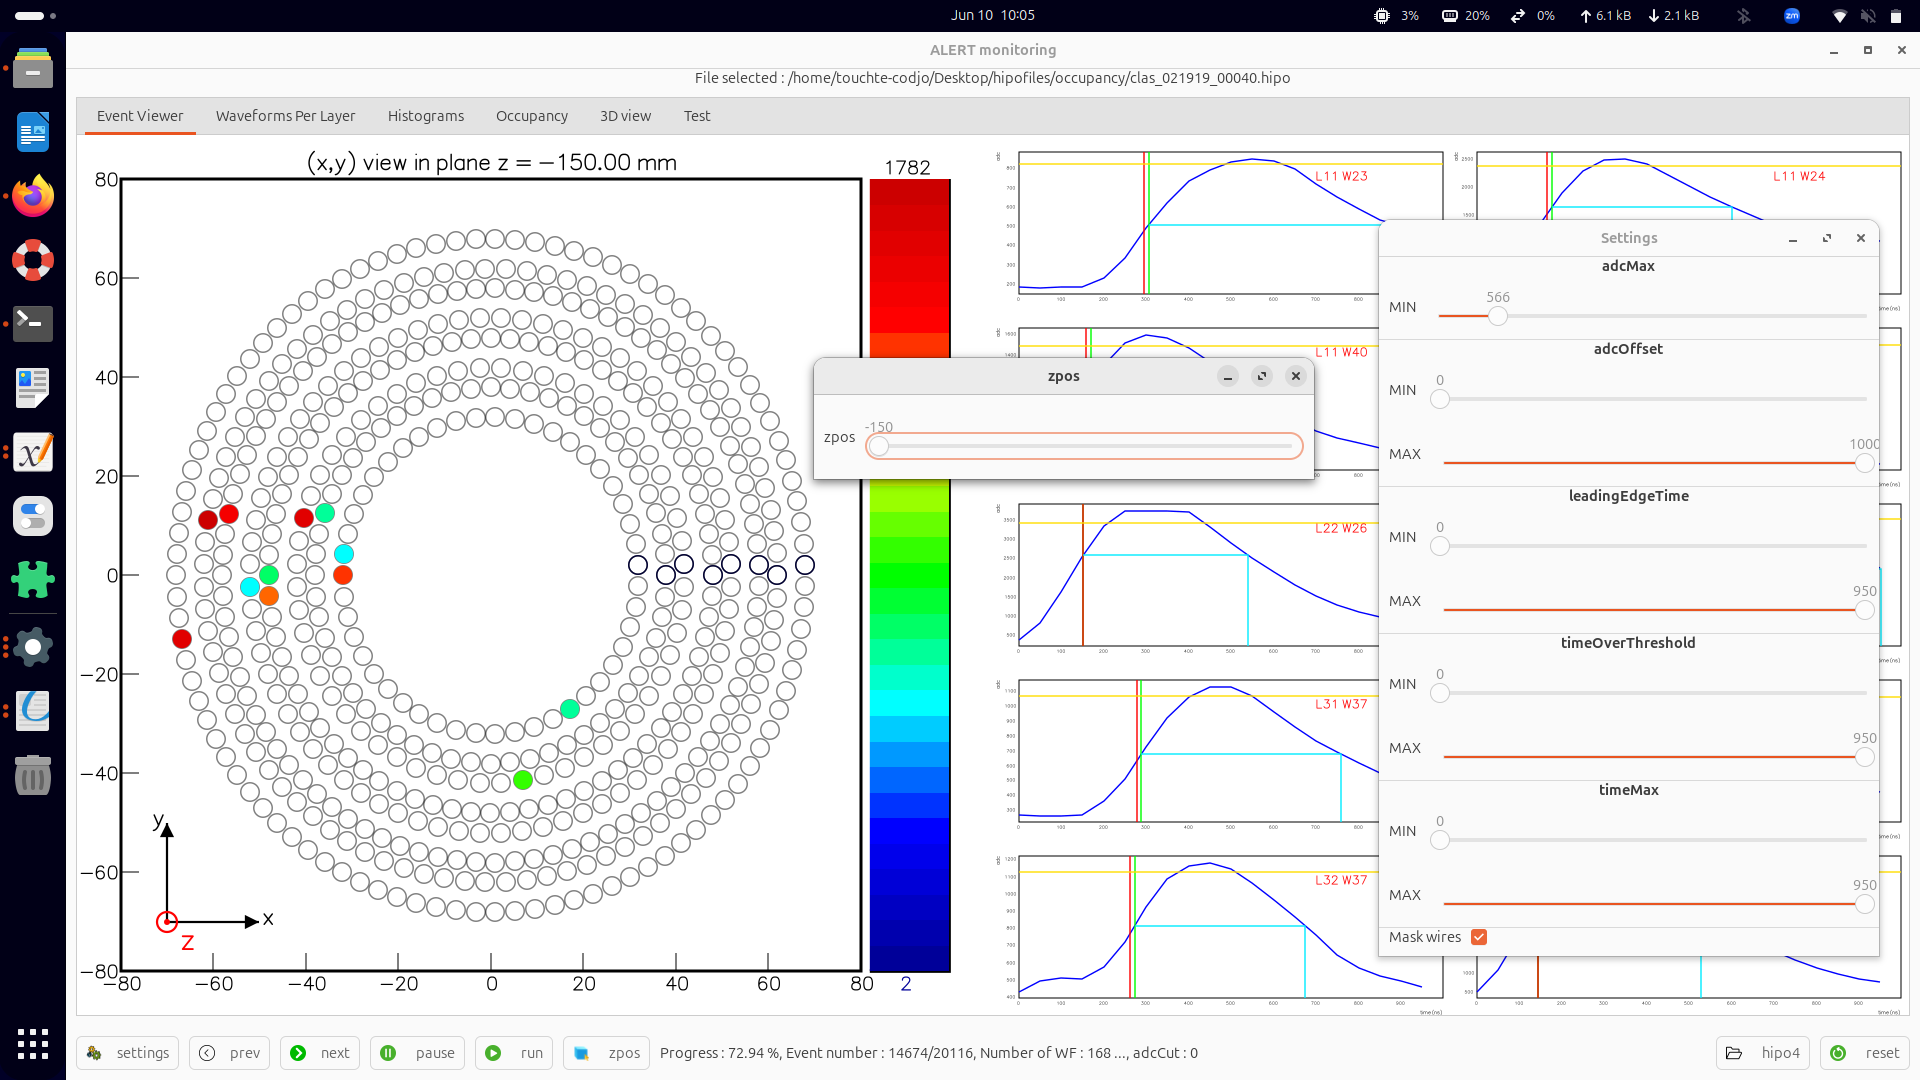 Jun 10 10:05
3% 20% 0% 6.1 kB 2.1 kB
zm
ALERT monitoring
File selected : /home/touchte-codjo/Desktop/hipofiles/occupancy/clas_021919_00040.hipo
Event Viewer Waveforms Per Layer Histograms Occupancy 3D view Test
(x,y) view in plane z = −150.00 mm
1782
80
60
40
20
0
−20
−40
−60
−80
−80 −60 −40 −20 0 20 40 60 80
2
y
x
z
L11 W23
L11 W24
L11 W40
L22 W26
L31 W37
L32 W37
zpos
zpos
-150
Settings
adcMax
MIN 566
adcOffset
MIN 0
MAX 1000
leadingEdgeTime
MIN 0
MAX 950
timeOverThreshold
MIN 0
MAX 950
timeMax
MIN 0
MAX 950
Mask wires
settings prev next pause run zpos Progress : 72.94 %, Event number : 14674/20116, Number of WF : 168 ..., adcCut : 0 hipo4 reset